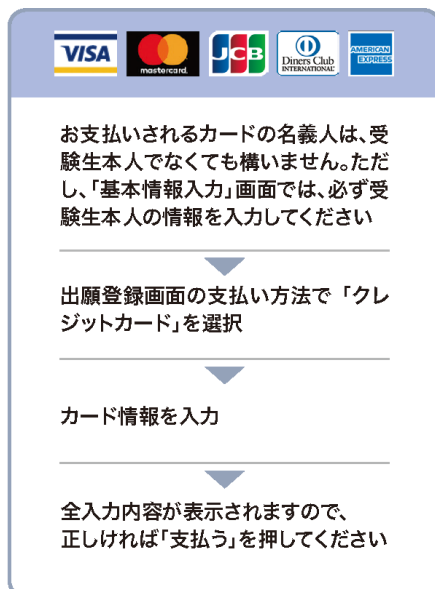 VISA mastercard. JCB Diners Club INTERNATIONAL AMERICAN EXPRESS
お支払いされるカードの名義人は、受
験生本人でなくても構いません。ただ
し、「基本情報入力」画面では、必ず受
験生本人の情報を入力してください
出願登録画面の支払い方法で「クレ
ジットカード」を選択
カード情報を入力
全入力内容が表示されますので、
正しければ「支払う」を押してください